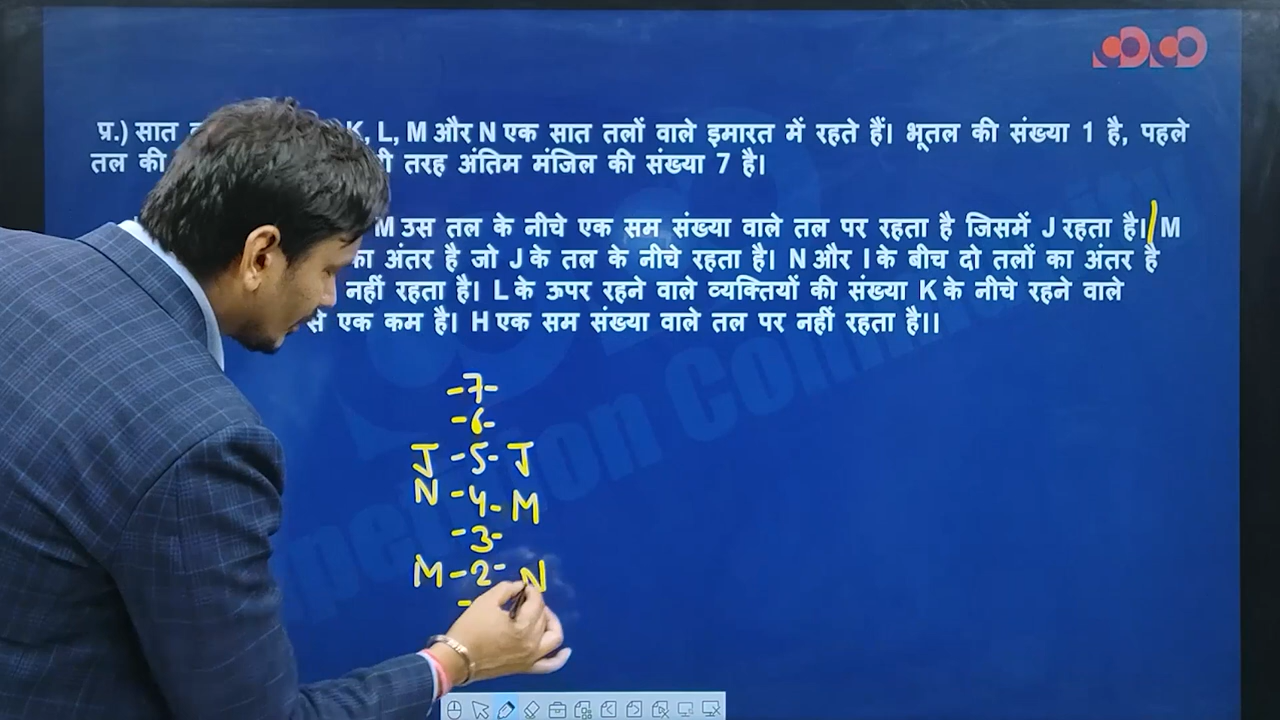 प्र.) सात K, L, M और N एक सात तलों वाले इमारत में रहते हैं। भूतल की संख्या 1 है, पहले
तल की तरह अंतिम मंजिल की संख्या 7 है।
M उस तल के नीचे एक सम संख्या वाले तल पर रहता है जिसमें J रहता है। M
का अंतर है जो J के तल के नीचे रहता है। N और I के बीच दो तलों का अंतर है
नहीं रहता है। L के ऊपर रहने वाले व्यक्तियों की संख्या K के नीचे रहने वाले
से एक कम है। H एक सम संख्या वाले तल पर नहीं रहता है।।
-7-
-6-
J -5- J
N -4- M
-3-
M -2- N